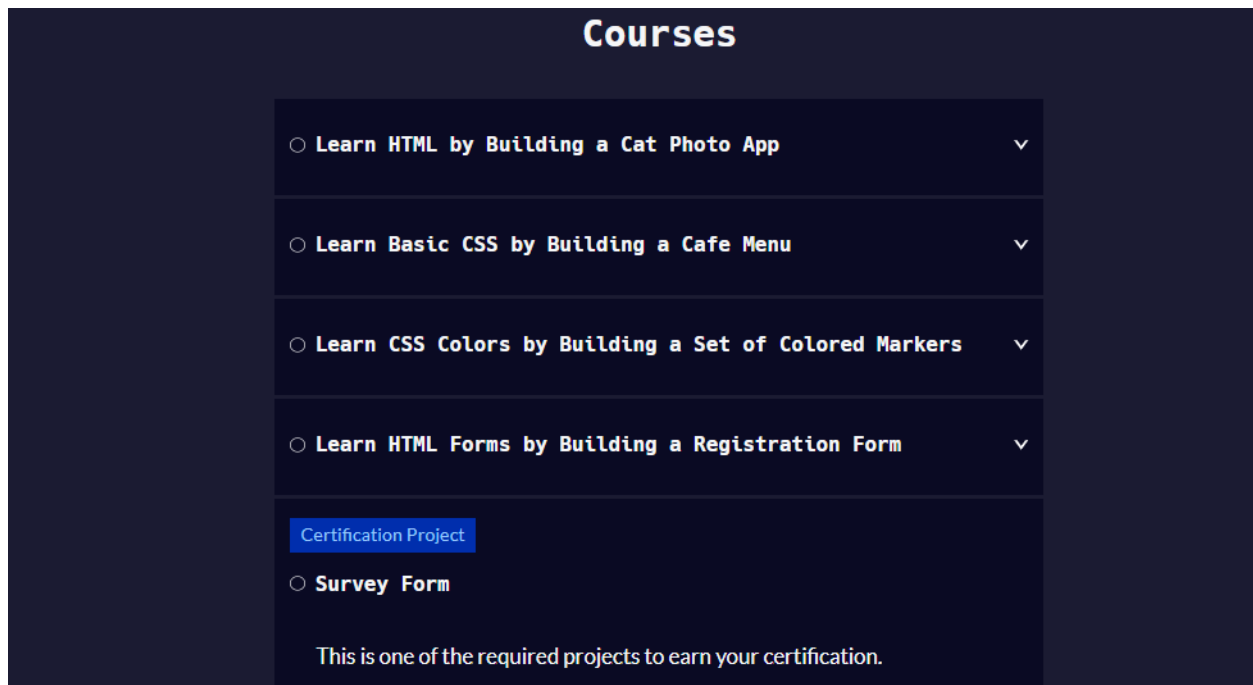 Courses
Learn HTML by Building a Cat Photo App
Learn Basic CSS by Building a Cafe Menu
Learn CSS Colors by Building a Set of Colored Markers
Learn HTML Forms by Building a Registration Form
Certification Project
Survey Form
This is one of the required projects to earn your certification.